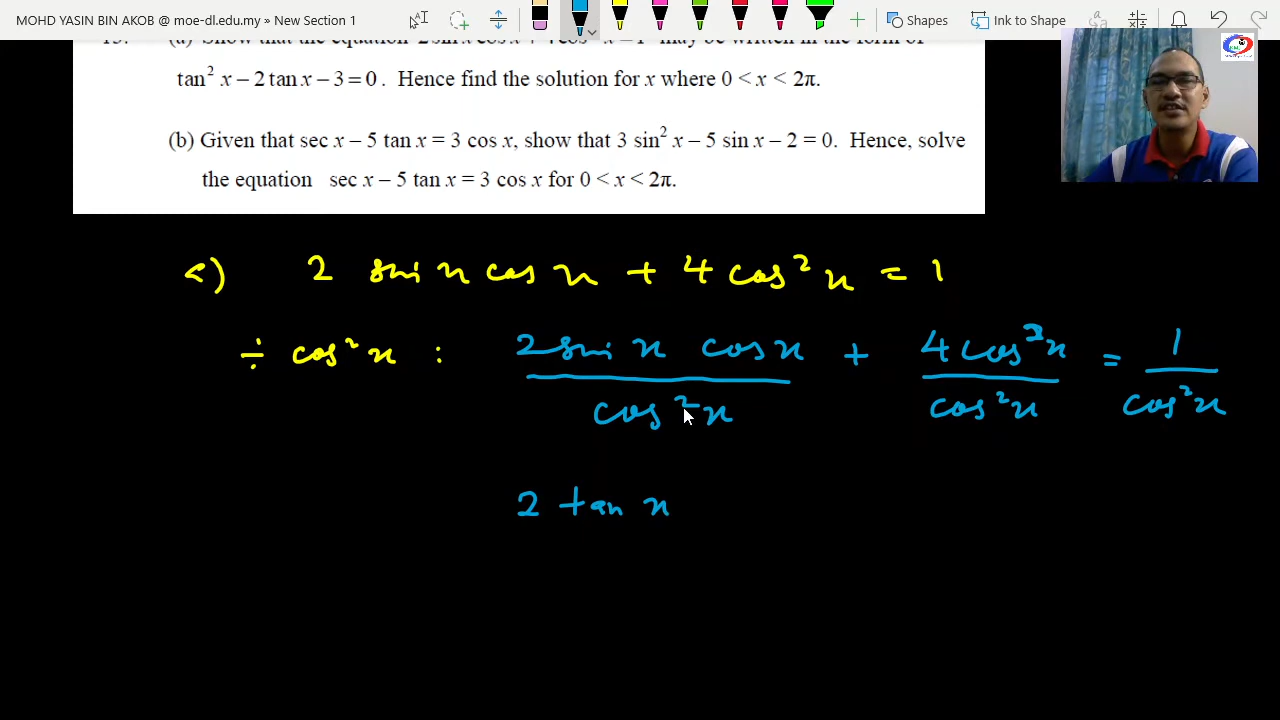 MOHD YASIN BIN AKOB @ moe-dl.edu.my » New Section 1
Shapes
Ink to Shape
tan² x – 2 tan x – 3 = 0. Hence find the solution for x where 0 < x < 2π.
(b) Given that sec x – 5 tan x = 3 cos x, show that 3 sin² x – 5 sin x – 2 = 0. Hence, solve
the equation sec x – 5 tan x = 3 cos x for 0 < x < 2π.
2 sin x cos x + 4 cos² x = 1
÷ cos² x : 2 sin x cos x / cos² x + 4 cos² x / cos² x = 1 / cos² x
2 tan x